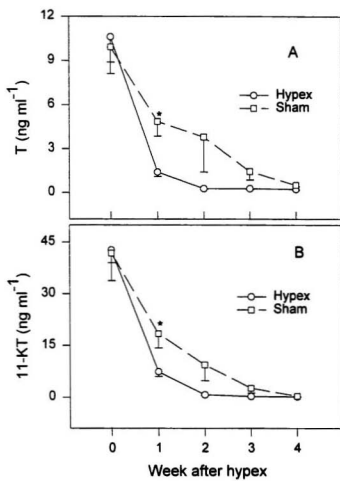 12
A
9
Hypex
Sham
6
*
3
0
T (ng ml⁻¹)
45
B
30
Hypex
Sham
*
15
0
11-KT (ng ml⁻¹)
0 1 2 3 4
Week after hypex